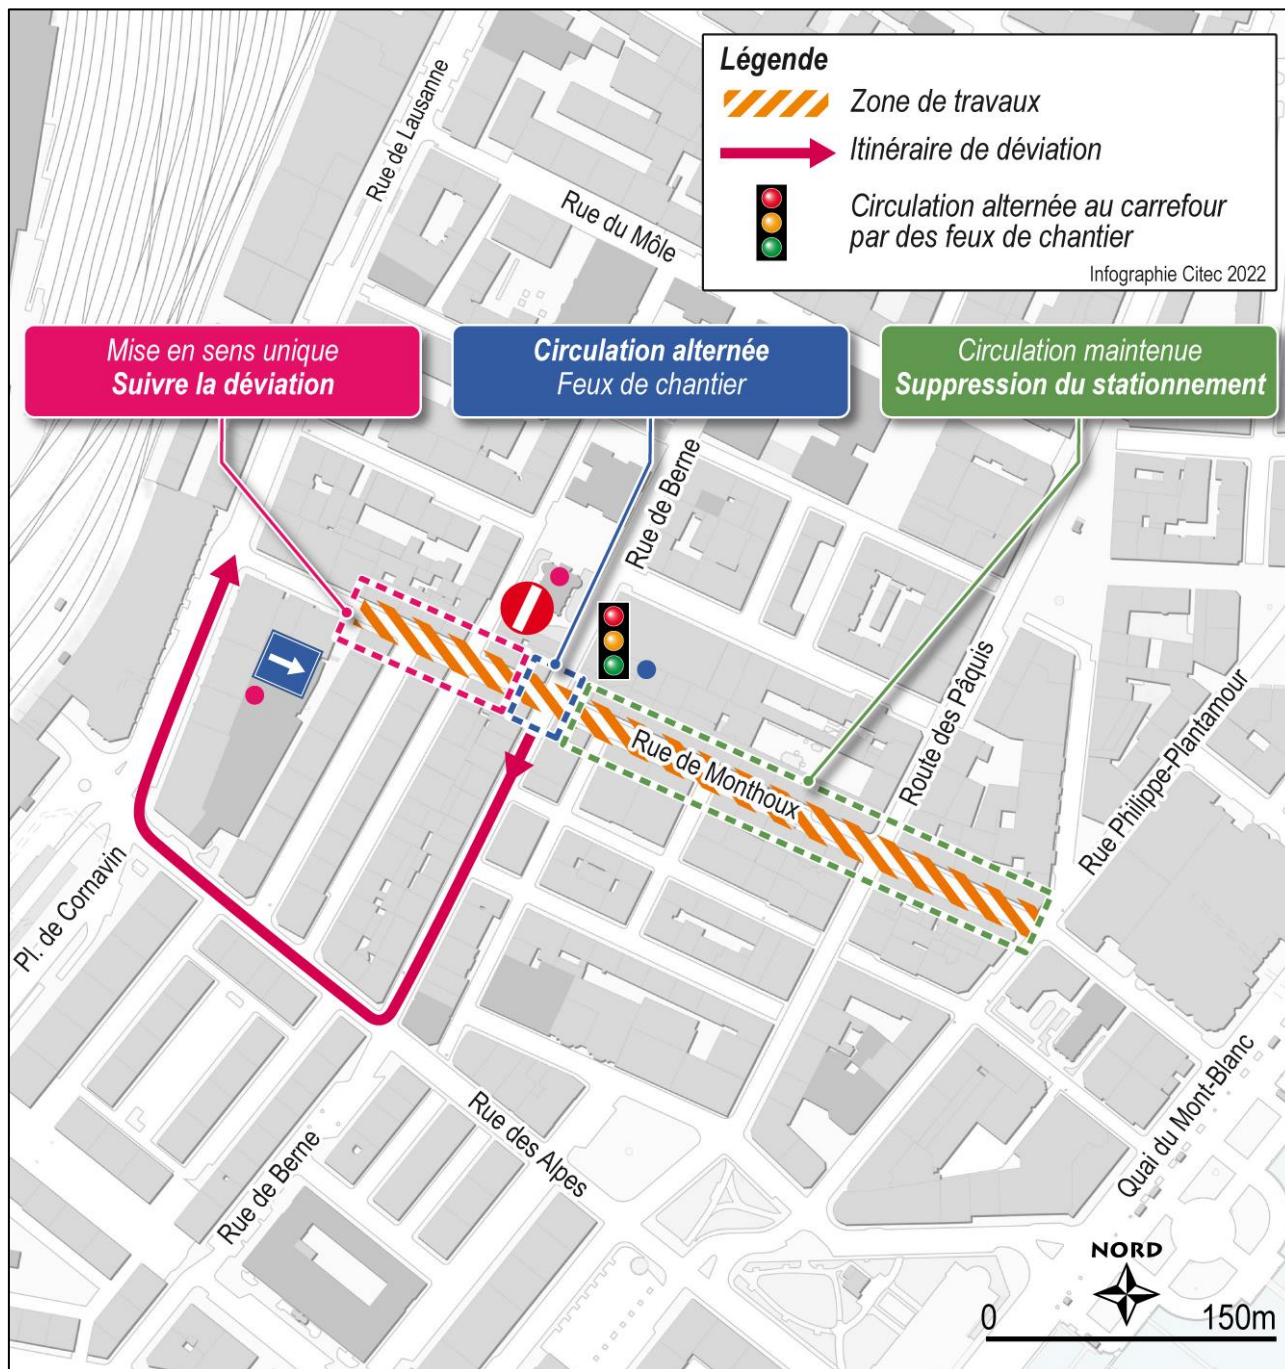 Légende
Zone de travaux
Itinéraire de déviation
Circulation alternée au carrefour
par des feux de chantier
Infographie Citec 2022
Rue de Lausanne
Rue du Môle
Mise en sens unique
Suivre la déviation
Circulation alternée
Feux de chantier
Circulation maintenue
Suppression du stationnement
Rue de Berne
Rue de Monthoux
Route des Pâquis
Rue Philippe-Plantamour
Pl. de Cornavin
Rue de Berne
Rue des Alpes
Quai du Mont-Blanc
NORD
0 150m